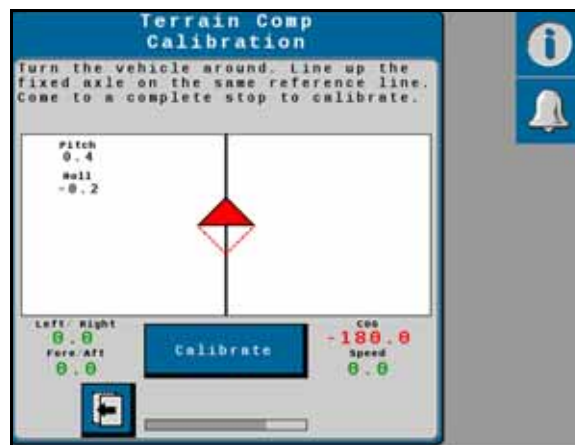 Terrain Comp
Calibration
Turn the vehicle around. Line up the
fixed axle on the same reference line.
Come to a complete stop to calibrate.
Pitch
0.4
Roll
-0.2
Left/ Right
0.0
Fore/Aft
0.0
Calibrate
COG
-180.0
Speed
0.0